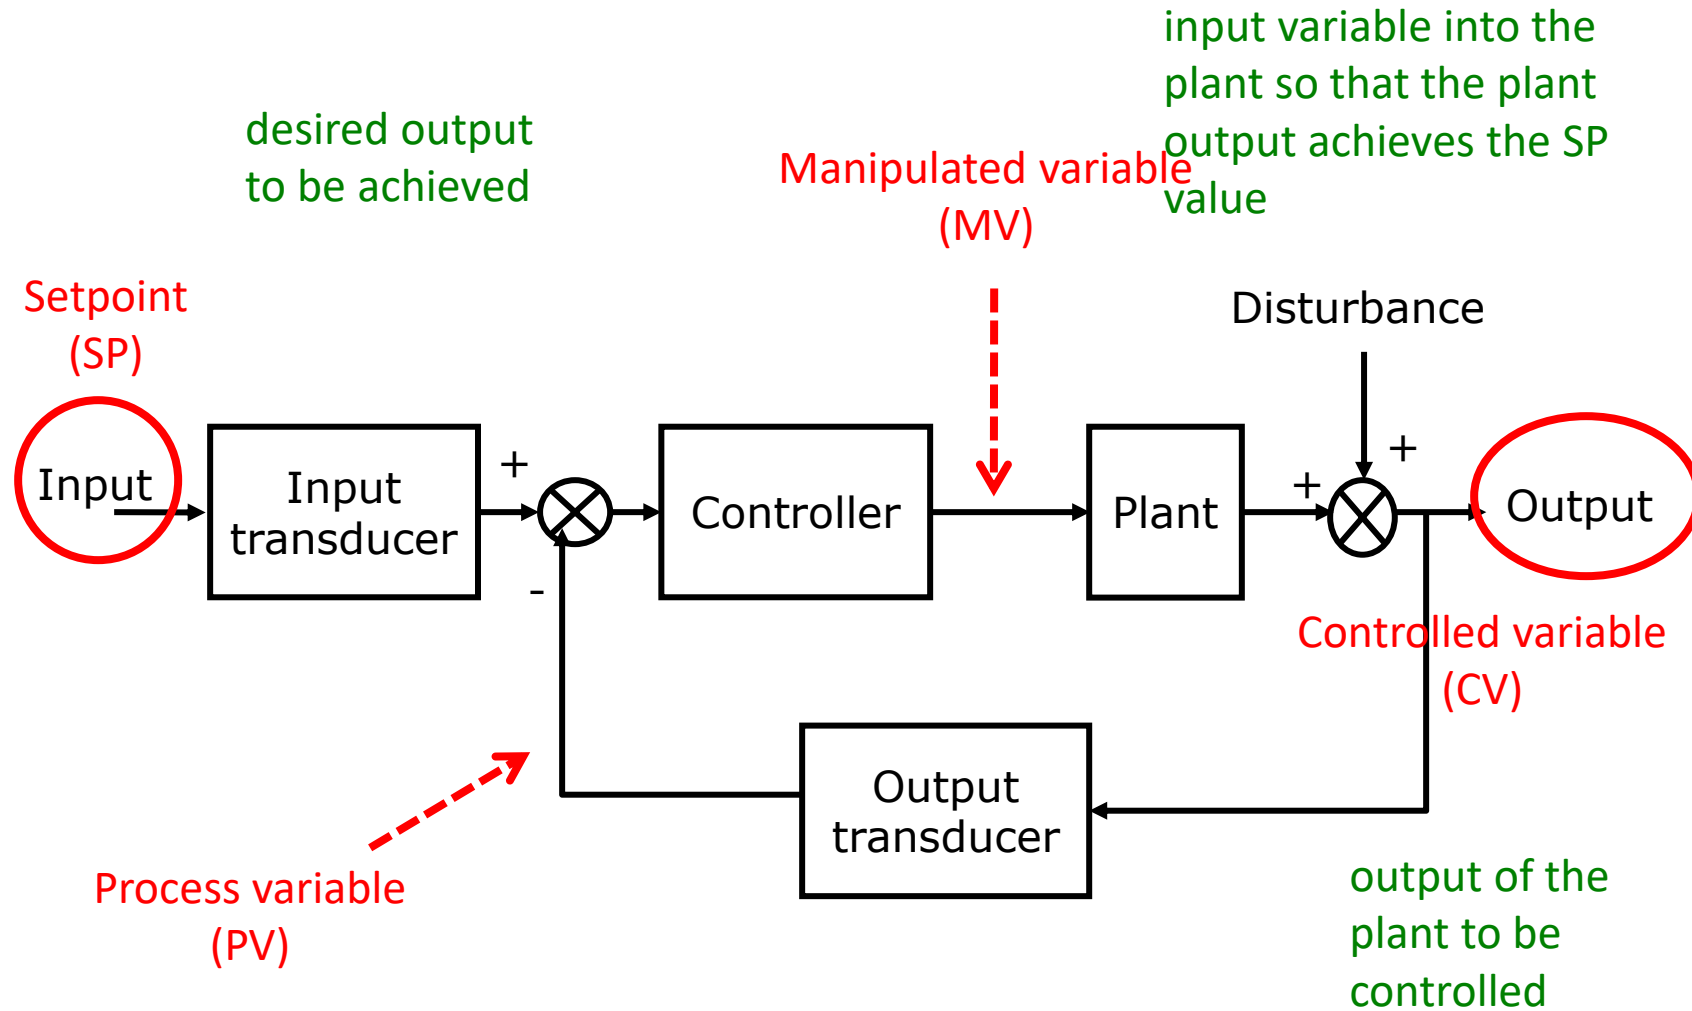 input variable into the
plant so that the plant
output achieves the SP
value
desired output
to be achieved
Manipulated variable
(MV)
Setpoint
(SP)
Disturbance
Input
Input
transducer
+
-
Controller
Plant
+
+
Output
Controlled variable
(CV)
Output
transducer
Process variable
(PV)
output of the
plant to be
controlled